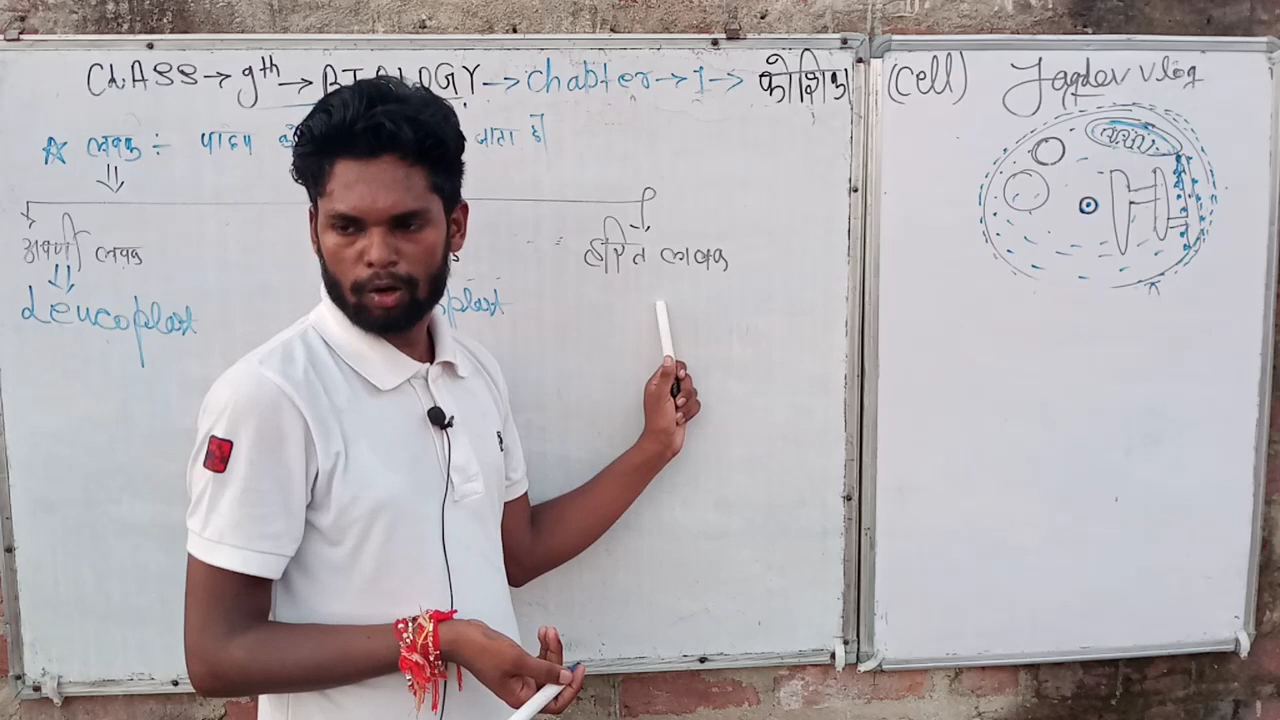 CLASS → 9th → BIOLOGY → chapter → 1 → कोशिका (Cell) Jagdev vlog
☆ लवक ÷ पादप को जाता है
अवर्णी लवक हरित लवक
Leucoplast plast